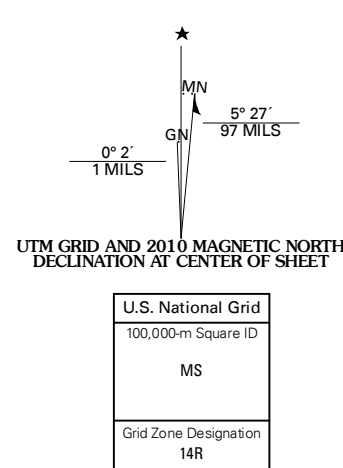 ★
MN
5° 27´
97 MILS
GN
0° 2´
1 MILS
UTM GRID AND 2010 MAGNETIC NORTH
DECLINATION AT CENTER OF SHEET
U.S. National Grid
100,000-m Square ID
MS
Grid Zone Designation
14R